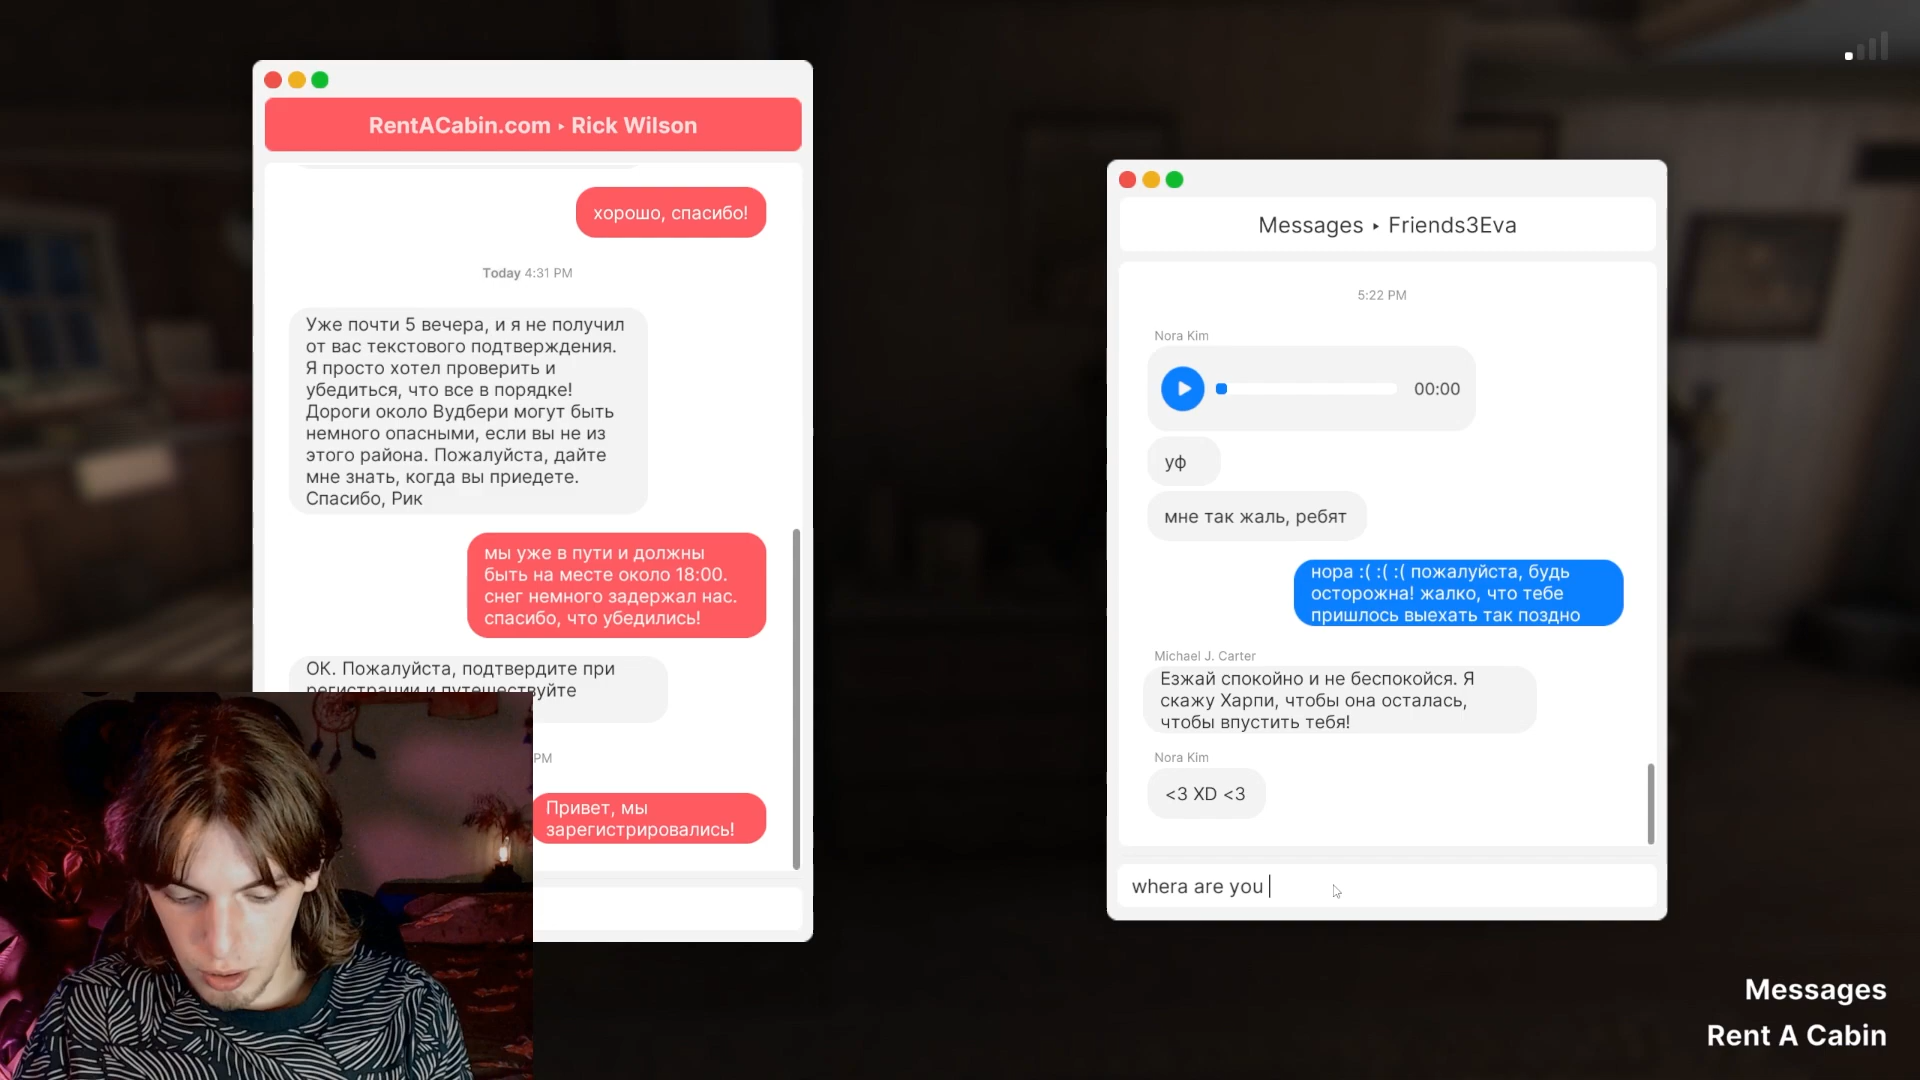 RentACabin.com ‣ Rick Wilson
хорошо, спасибо!
Today 4:31 PM
Уже почти 5 вечера, и я не получил
от вас текстового подтверждения.
Я просто хотел проверить и
убедиться, что все в порядке!
Дороги около Вудбери могут быть
немного опасными, если вы не из
этого района. Пожалуйста, дайте
мне знать, когда вы приедете.
Спасибо, Рик
мы уже в пути и должны
быть на месте около 18:00.
снег немного задержал нас.
спасибо, что убедились!
ОК. Пожалуйста, подтвердите при
регистрации и путешествуйте
PM
Привет, мы
зарегистрировались!
Messages ‣ Friends3Eva
5:22 PM
Nora Kim
00:00
уф
мне так жаль, ребят
нора :( :( :( пожалуйста, будь
осторожна! жалко, что тебе
пришлось выехать так поздно
Michael J. Carter
Езжай спокойно и не беспокойся. Я
скажу Харпи, чтобы она осталась,
чтобы впустить тебя!
Nora Kim
<3 XD <3
whera are you
Messages
Rent A Cabin